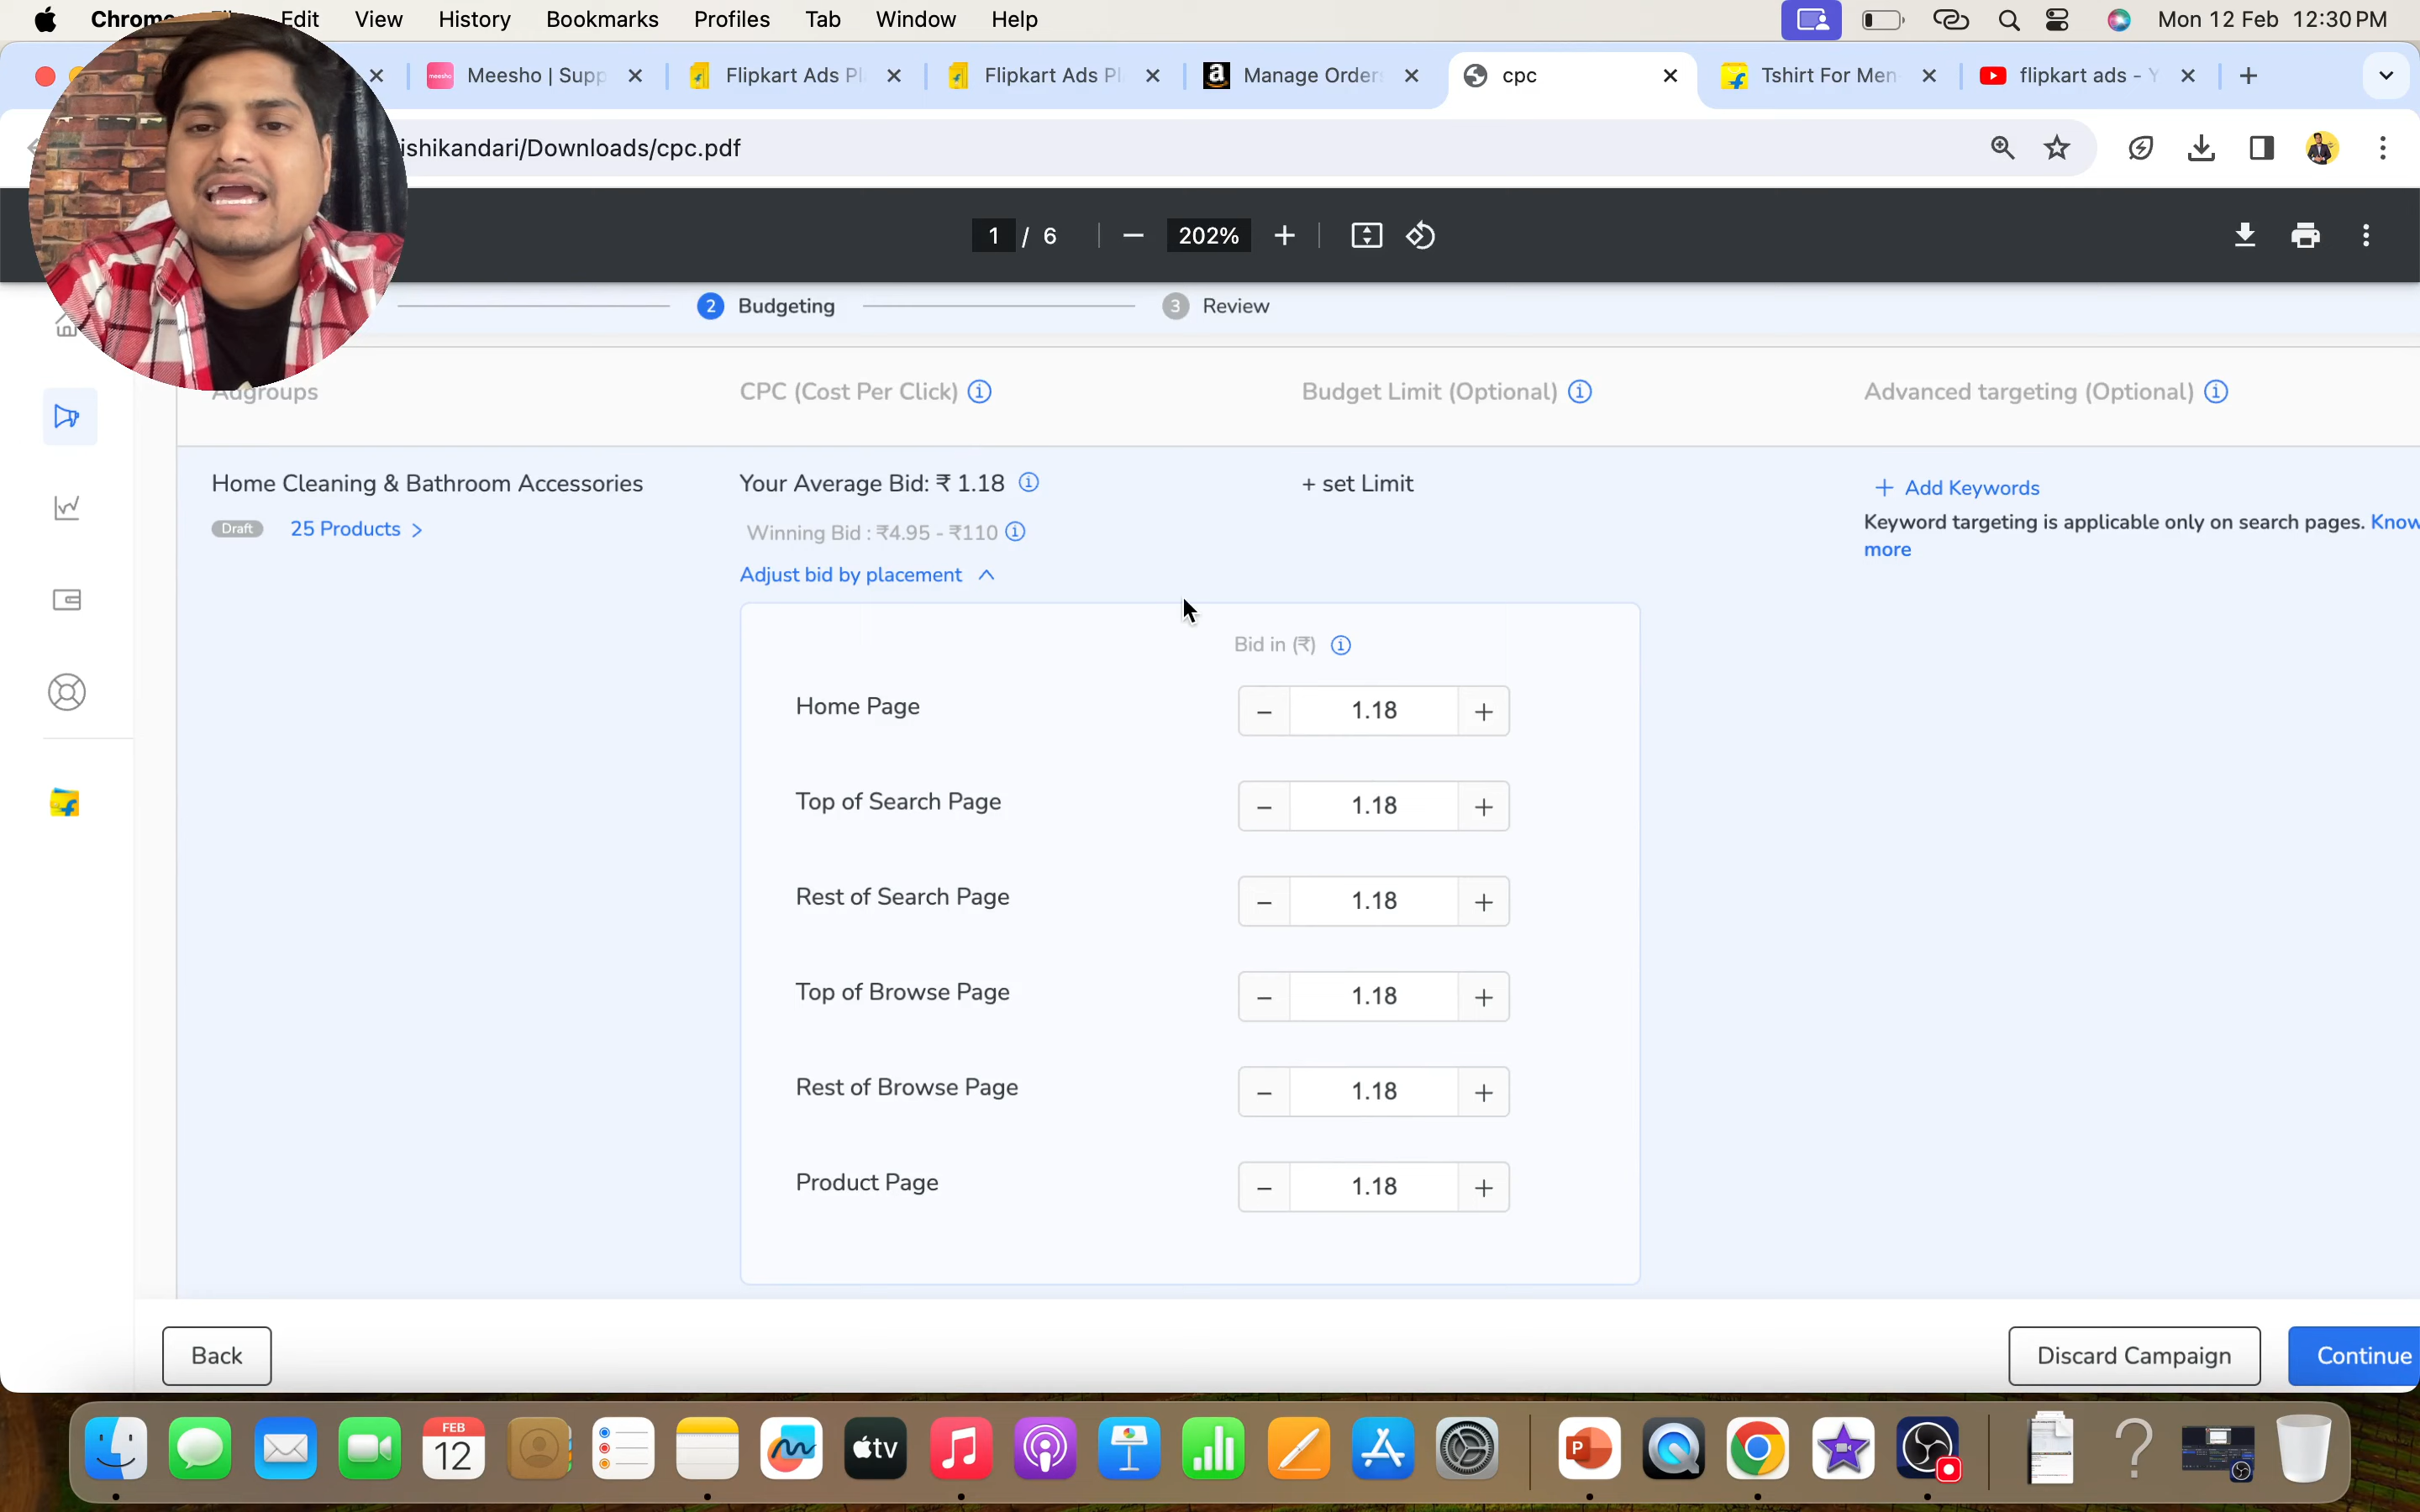 Chrome Edit View History Bookmarks Profiles Tab Window Help Mon 12 Feb 12:30 PM
meesho Meesho | Supp Flipkart Ads Pl Flipkart Ads Pl a Manage Order cpc Tshirt For Men flipkart ads - Y
ishikandari/Downloads/cpc.pdf
1 / 6 202%
2 Budgeting 3 Review
Adgroups CPC (Cost Per Click) Budget Limit (Optional) Advanced targeting (Optional)
Home Cleaning & Bathroom Accessories Your Average Bid: ₹ 1.18 + set Limit + Add Keywords
Draft 25 Products > Winning Bid : ₹4.95 - ₹110 Keyword targeting is applicable only on search pages. Know
more
Adjust bid by placement
Bid in (₹)
Home Page − 1.18 +
Top of Search Page − 1.18 +
Rest of Search Page − 1.18 +
Top of Browse Page − 1.18 +
Rest of Browse Page − 1.18 +
Product Page − 1.18 +
Back Discard Campaign Continue
FEB
12 tv P ?